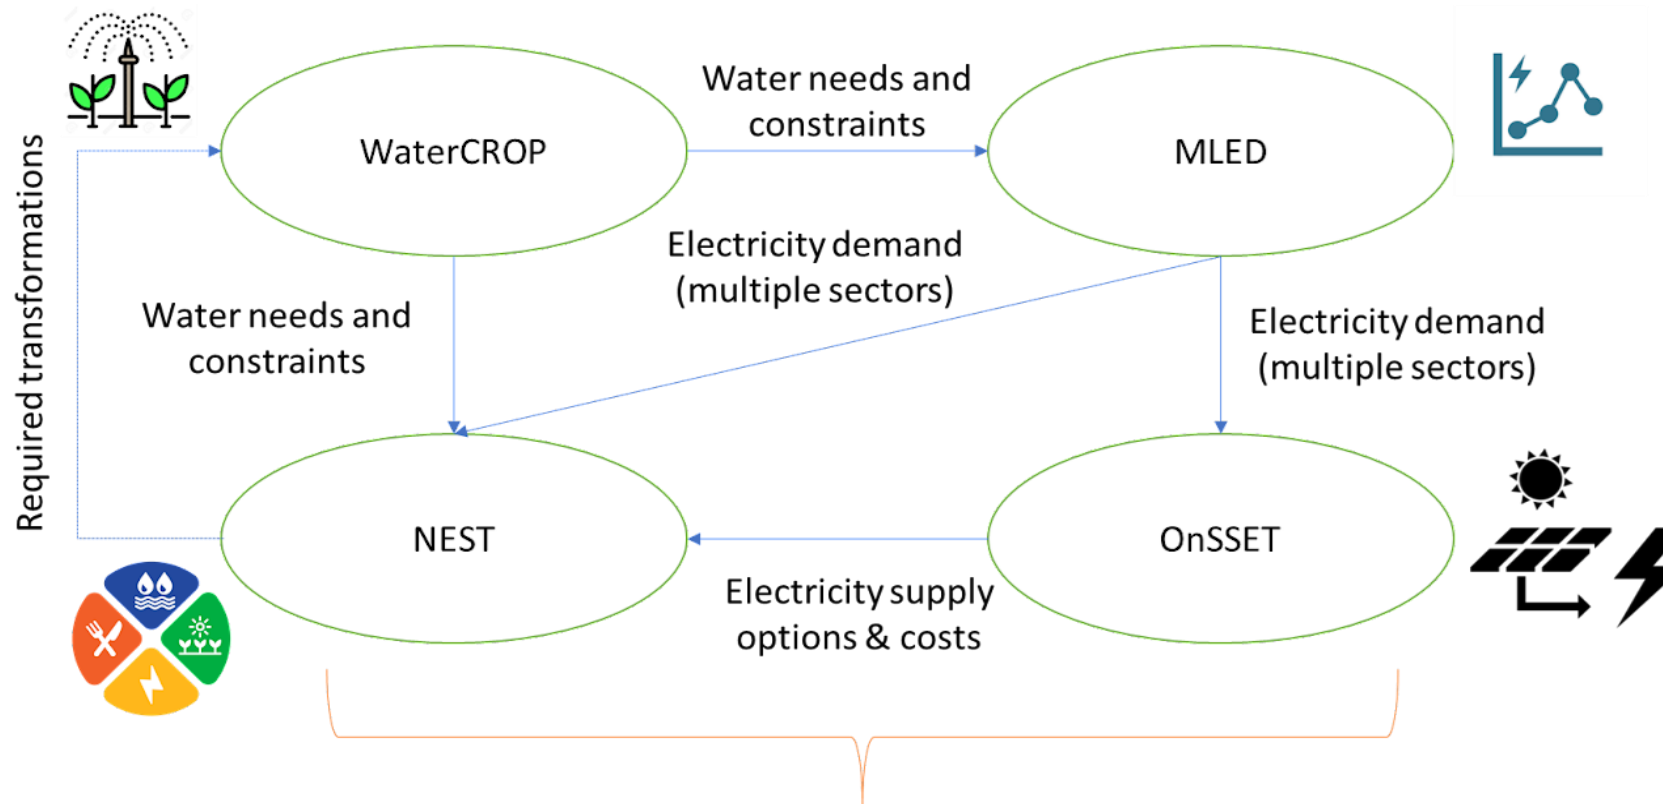 Water needs and
constraints
WaterCROP
MLED
Required transformations
Electricity demand
(multiple sectors)
Water needs and
constraints
Electricity demand
(multiple sectors)
NEST
OnSSET
Electricity supply
options & costs